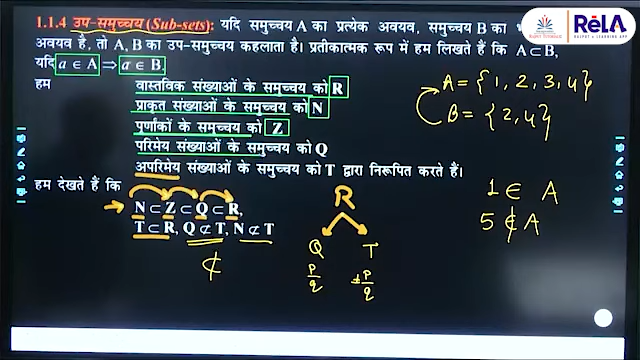 1.1.4 उप-समुच्चय (Sub-sets): यदि समुच्चय A का प्रत्येक अवयव, समुच्चय B का
अवयव है, तो A, B का उप-समुच्चय कहलाता है। प्रतीकात्मक रूप में हम लिखते हैं कि A⊂B,
यदि a ∈ A ⇒ a ∈ B
हम
वास्तविक संख्याओं के समुच्चय को R
प्राकृत संख्याओं के समुच्चय को N
पूर्णांकों के समुच्चय को Z
परिमेय संख्याओं के समुच्चय को Q
अपरिमेय संख्याओं के समुच्चय को T द्वारा निरूपित करते हैं।
हम देखते हैं कि
N ⊂ Z ⊂ Q ⊂ R,
T ⊂ R, Q ⊄ T, N ⊄ T
⊄
A = {1, 2, 3, 4}
B = {2, 4}
1 ∈ A
5 ∉ A
R
Q T
p/q ≠ p/q
RELA